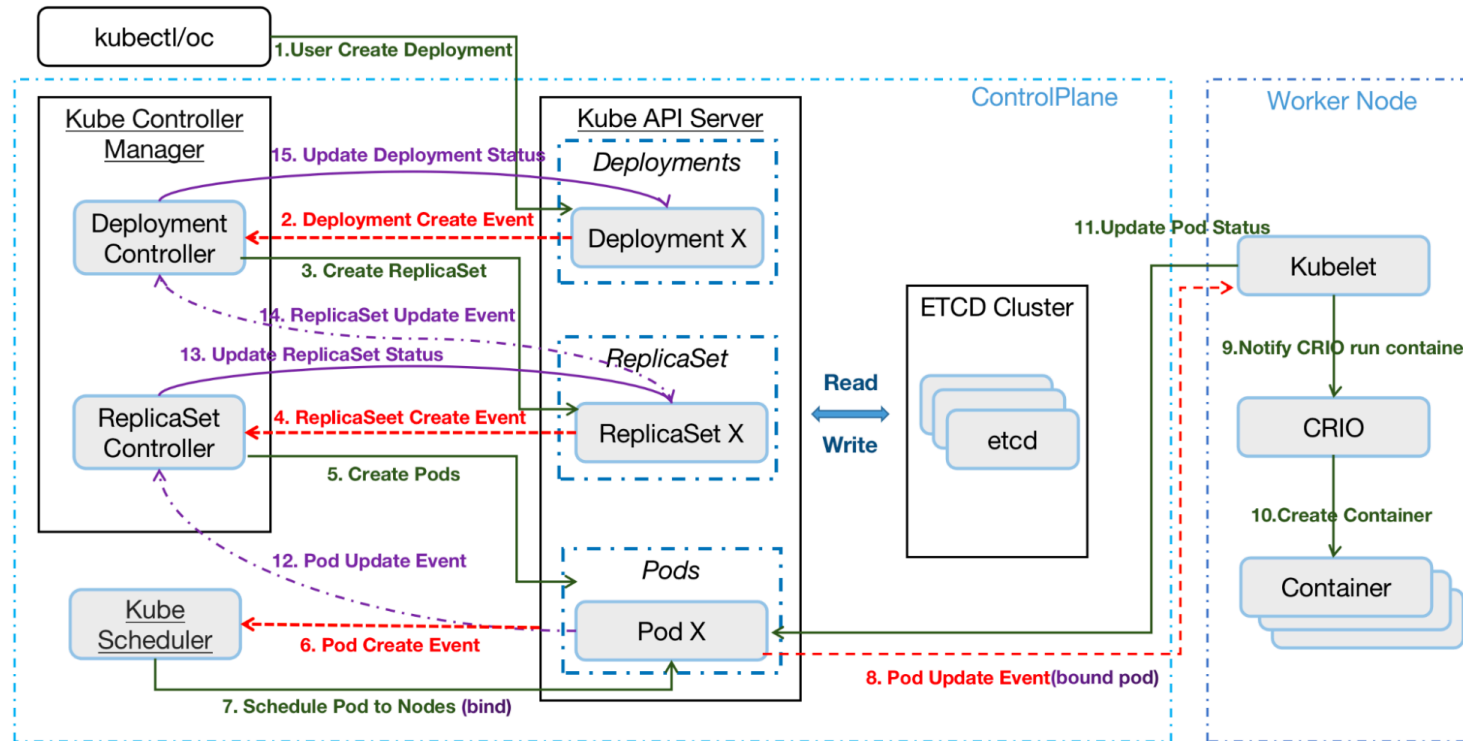 kubectl/oc
1.User Create Deployment
ControlPlane
Worker Node
Kube Controller
Manager
Kube API Server
15. Update Deployment Status
Deployments
Deployment
Controller
2. Deployment Create Event
Deployment X
3. Create ReplicaSet
11.Update Pod Status
Kubelet
ETCD Cluster
14. ReplicaSet Update Event
13. Update ReplicaSet Status
ReplicaSet
9.Notify CRIO run containe
Read
Write
ReplicaSet
Controller
4. ReplicaSeet Create Event
ReplicaSet X
etcd
CRIO
5. Create Pods
10.Create Container
12. Pod Update Event
Pods
Container
Kube
Scheduler
6. Pod Create Event
Pod X
8. Pod Update Event(bound pod)
7. Schedule Pod to Nodes (bind)